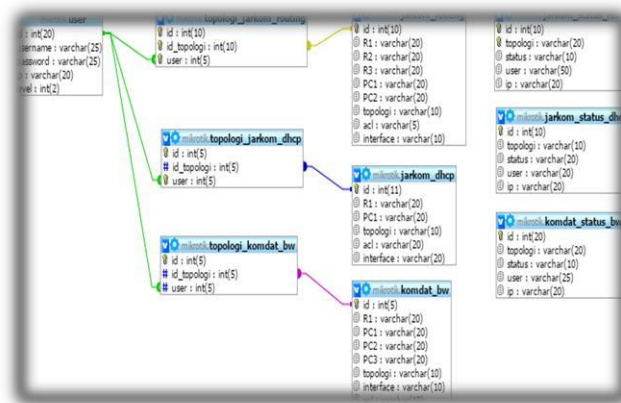 user
id : int(20)
username : varchar(25)
password : varchar(25)
ip : varchar(20)
level : int(2)
topologi_jarkom_routing
id : int(10)
id_topologi : int(10)
user : int(5)
mikrotik topologi_jarkom_dhcp
id : int(5)
# id_topologi : int(5)
user : int(5)
mikrotik topologi_komdat_bw
id : int(5)
# id_topologi : int(5)
# user : int(5)
id : int(10)
R1 : varchar(20)
R2 : varchar(20)
R3 : varchar(20)
PC1 : varchar(20)
PC2 : varchar(20)
topologi : varchar(10)
acl : varchar(5)
interface : varchar(10)
mikrotik jarkom_dhcp
id : int(11)
R1 : varchar(20)
PC1 : varchar(20)
topologi : varchar(10)
acl : varchar(20)
interface : varchar(20)
mikrotik komdat_bw
id : int(5)
R1 : varchar(20)
PC1 : varchar(20)
PC2 : varchar(20)
PC3 : varchar(20)
topologi : varchar(10)
interface : varchar(10)
id : int(10)
topologi : varchar(20)
status : varchar(10)
user : varchar(50)
ip : varchar(20)
mikrotik jarkom_status_dhc
id : int(10)
topologi : varchar(10)
status : varchar(20)
user : varchar(20)
ip : varchar(20)
mikrotik komdat_status_bw
id : int(20)
topologi : varchar(20)
status : varchar(10)
user : varchar(25)
ip : varchar(20)